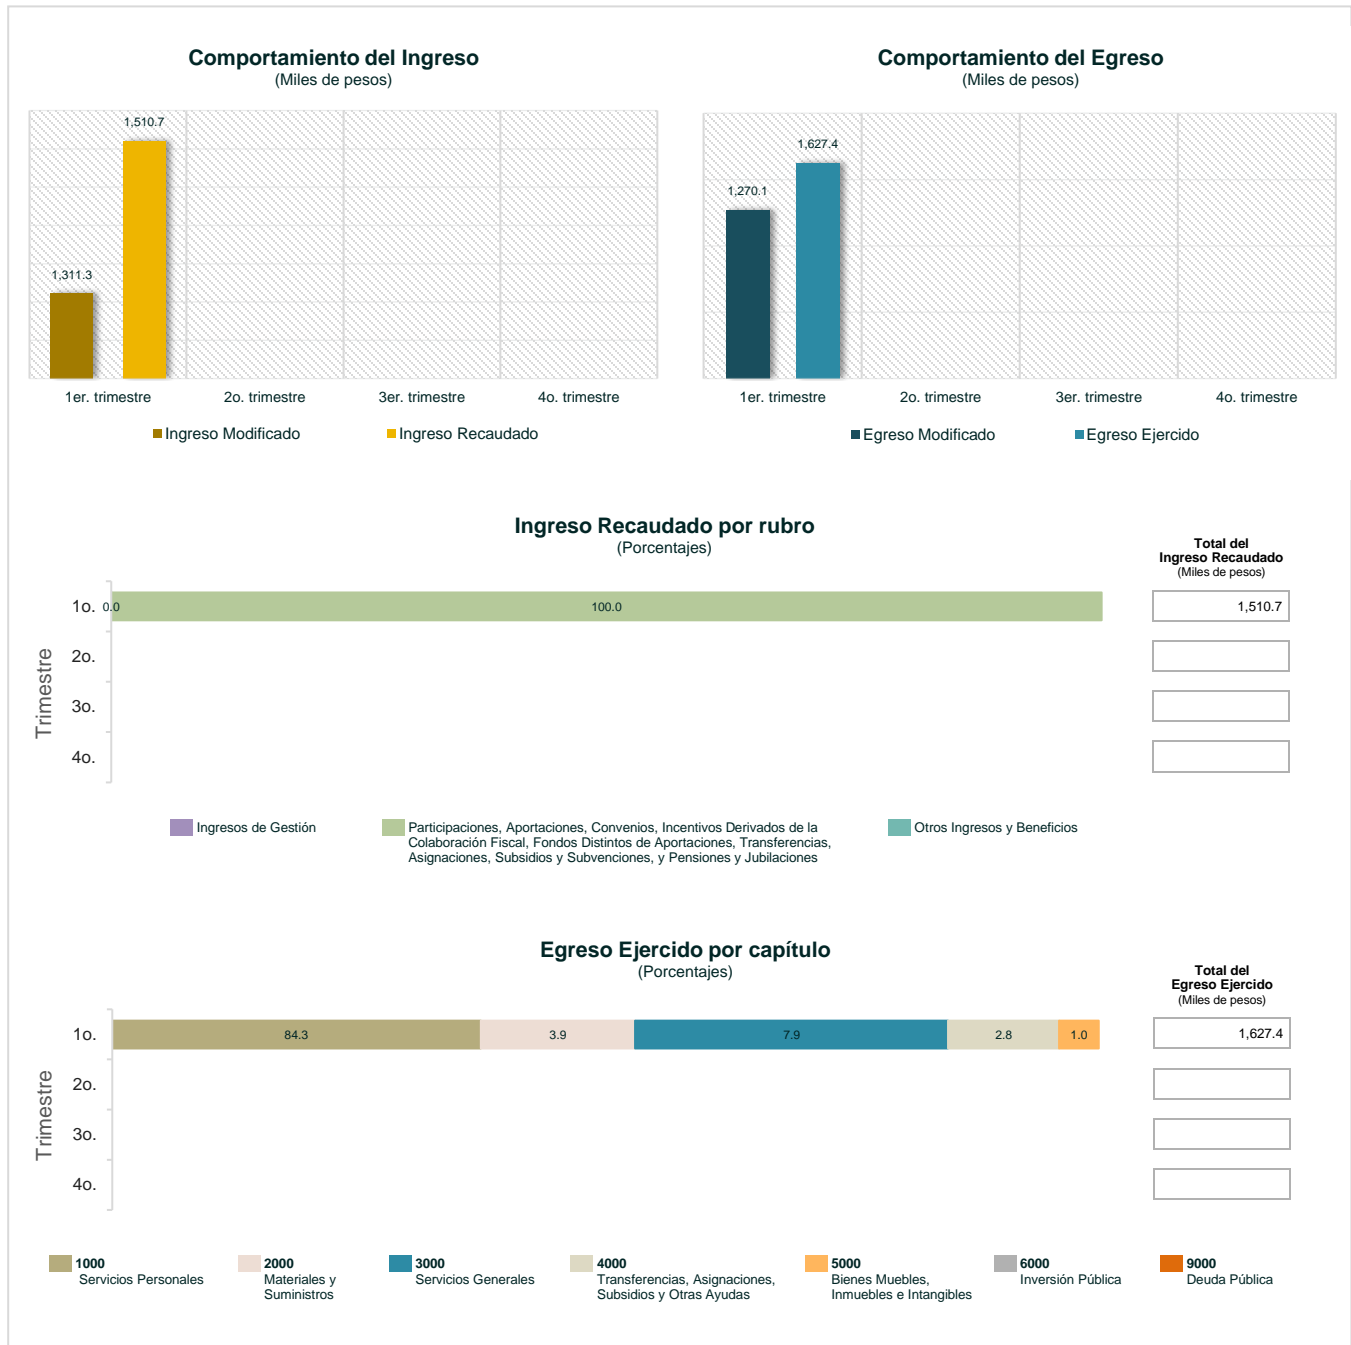 Comportamiento del Ingreso
(Miles de pesos)
1,510.7
1,311.3
1er. trimestre
2o. trimestre
3er. trimestre
4o. trimestre
Ingreso Modificado
Ingreso Recaudado
Comportamiento del Egreso
(Miles de pesos)
1,627.4
1,270.1
1er. trimestre
2o. trimestre
3er. trimestre
4o. trimestre
Egreso Modificado
Egreso Ejercido
Ingreso Recaudado por rubro
(Porcentajes)
Total del
Ingreso Recaudado
(Miles de pesos)
Trimestre
1o.
0.0
100.0
1,510.7
2o.
3o.
4o.
Ingresos de Gestión
Participaciones, Aportaciones, Convenios, Incentivos Derivados de la
Colaboración Fiscal, Fondos Distintos de Aportaciones, Transferencias,
Asignaciones, Subsidios y Subvenciones, y Pensiones y Jubilaciones
Otros Ingresos y Beneficios
Egreso Ejercido por capítulo
(Porcentajes)
Total del
Egreso Ejercido
(Miles de pesos)
Trimestre
1o.
84.3
3.9
7.9
2.8
1.0
1,627.4
2o.
3o.
4o.
1000
Servicios Personales
2000
Materiales y
Suministros
3000
Servicios Generales
4000
Transferencias, Asignaciones,
Subsidios y Otras Ayudas
5000
Bienes Muebles,
Inmuebles e Intangibles
6000
Inversión Pública
9000
Deuda Pública